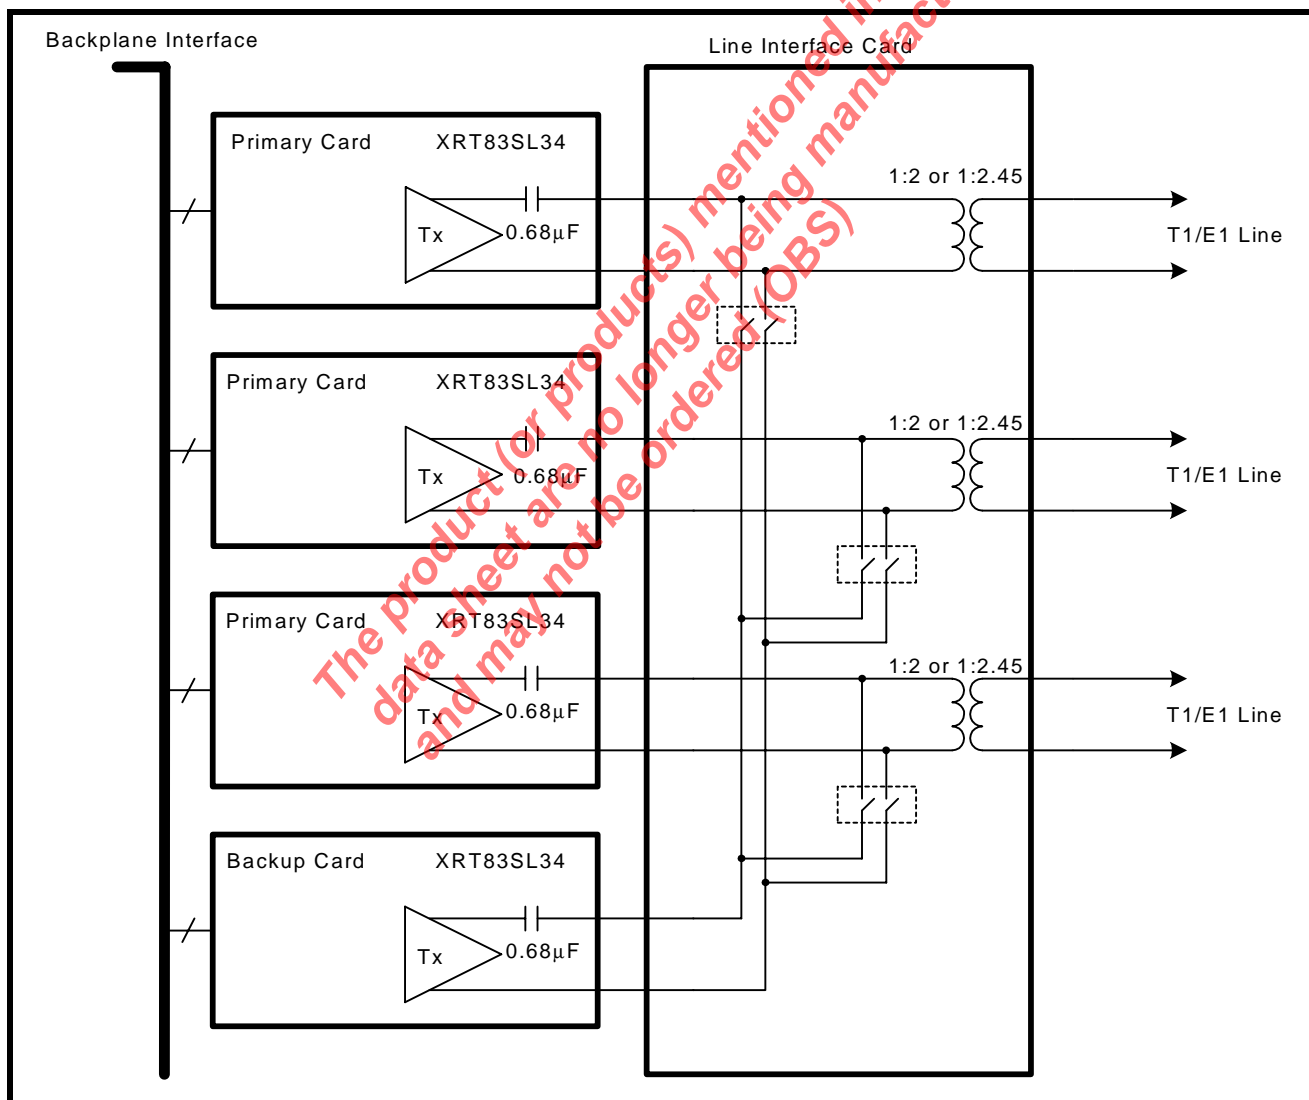 Backplane Interface
Line Interface Card
Primary Card XRT83SL34
Tx
0.68μF
1:2 or 1:2.45
T1/E1 Line
Primary Card XRT83SL34
Tx
0.68μF
1:2 or 1:2.45
T1/E1 Line
Primary Card XRT83SL34
Tx
0.68μF
1:2 or 1:2.45
T1/E1 Line
Backup Card XRT83SL34
Tx
0.68μF
The product (or products) mentioned in
data sheet are no longer being manufact
and may not be ordered (OBS)